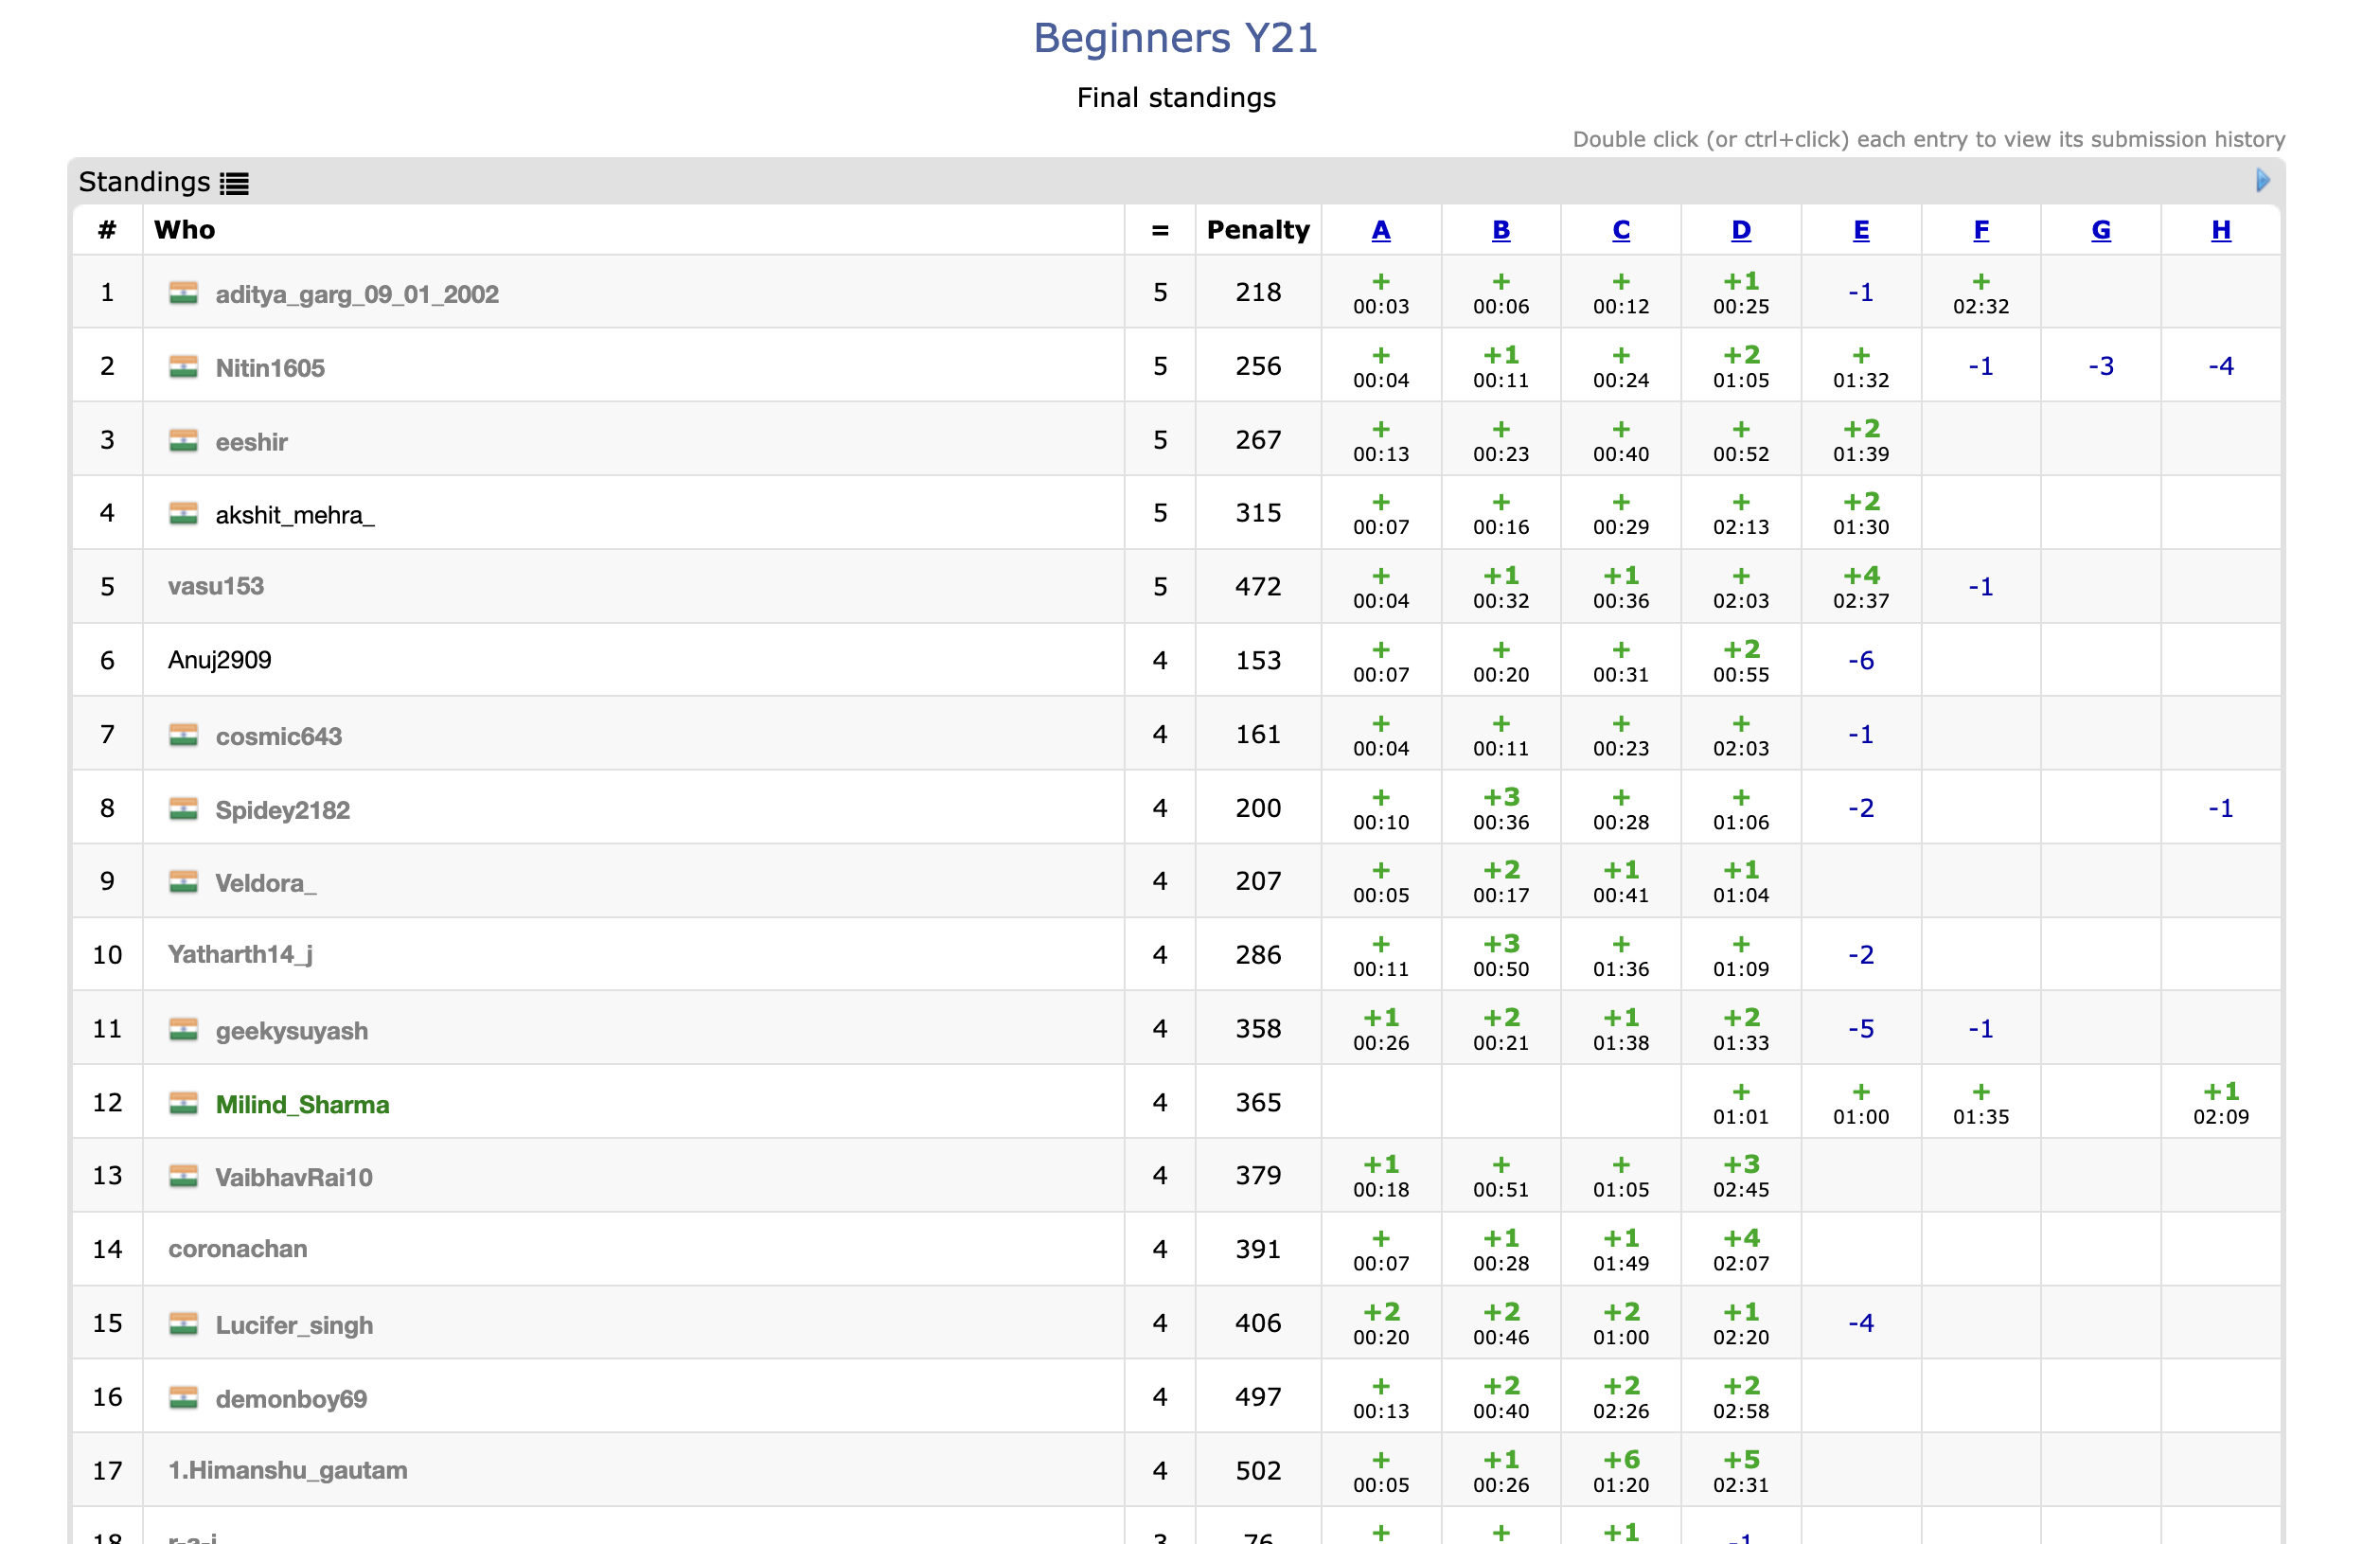 Beginners Y21
Final standings
Double click (or ctrl+click) each entry to view its submission history
Standings
# Who = Penalty A B C D E F G H
1 aditya_garg_09_01_2002 5 218 + 00:03 + 00:06 + 00:12 +1 00:25 -1 + 02:32
2 Nitin1605 5 256 + 00:04 +1 00:11 + 00:24 +2 01:05 + 01:32 -1 -3 -4
3 eeshir 5 267 + 00:13 + 00:23 + 00:40 + 00:52 +2 01:39
4 akshit_mehra_ 5 315 + 00:07 + 00:16 + 00:29 + 02:13 +2 01:30
5 vasu153 5 472 + 00:04 +1 00:32 +1 00:36 + 02:03 +4 02:37 -1
6 Anuj2909 4 153 + 00:07 + 00:20 + 00:31 +2 00:55 -6
7 cosmic643 4 161 + 00:04 + 00:11 + 00:23 + 02:03 -1
8 Spidey2182 4 200 + 00:10 +3 00:36 + 00:28 + 01:06 -2 -1
9 Veldora_ 4 207 + 00:05 +2 00:17 +1 00:41 +1 01:04
10 Yatharth14_j 4 286 + 00:11 +3 00:50 + 01:36 + 01:09 -2
11 geekysuyash 4 358 +1 00:26 +2 00:21 +1 01:38 +2 01:33 -5 -1
12 Milind_Sharma 4 365 + 01:01 + 01:00 + 01:35 +1 02:09
13 VaibhavRai10 4 379 +1 00:18 + 00:51 + 01:05 +3 02:45
14 coronachan 4 391 + 00:07 +1 00:28 +1 01:49 +4 02:07
15 Lucifer_singh 4 406 +2 00:20 +2 00:46 +2 01:00 +1 02:20 -4
16 demonboy69 4 497 + 00:13 +2 00:40 +2 02:26 +2 02:58
17 1.Himanshu_gautam 4 502 + 00:05 +1 00:26 +6 01:20 +5 02:31
18 3 76 + + +1 -1